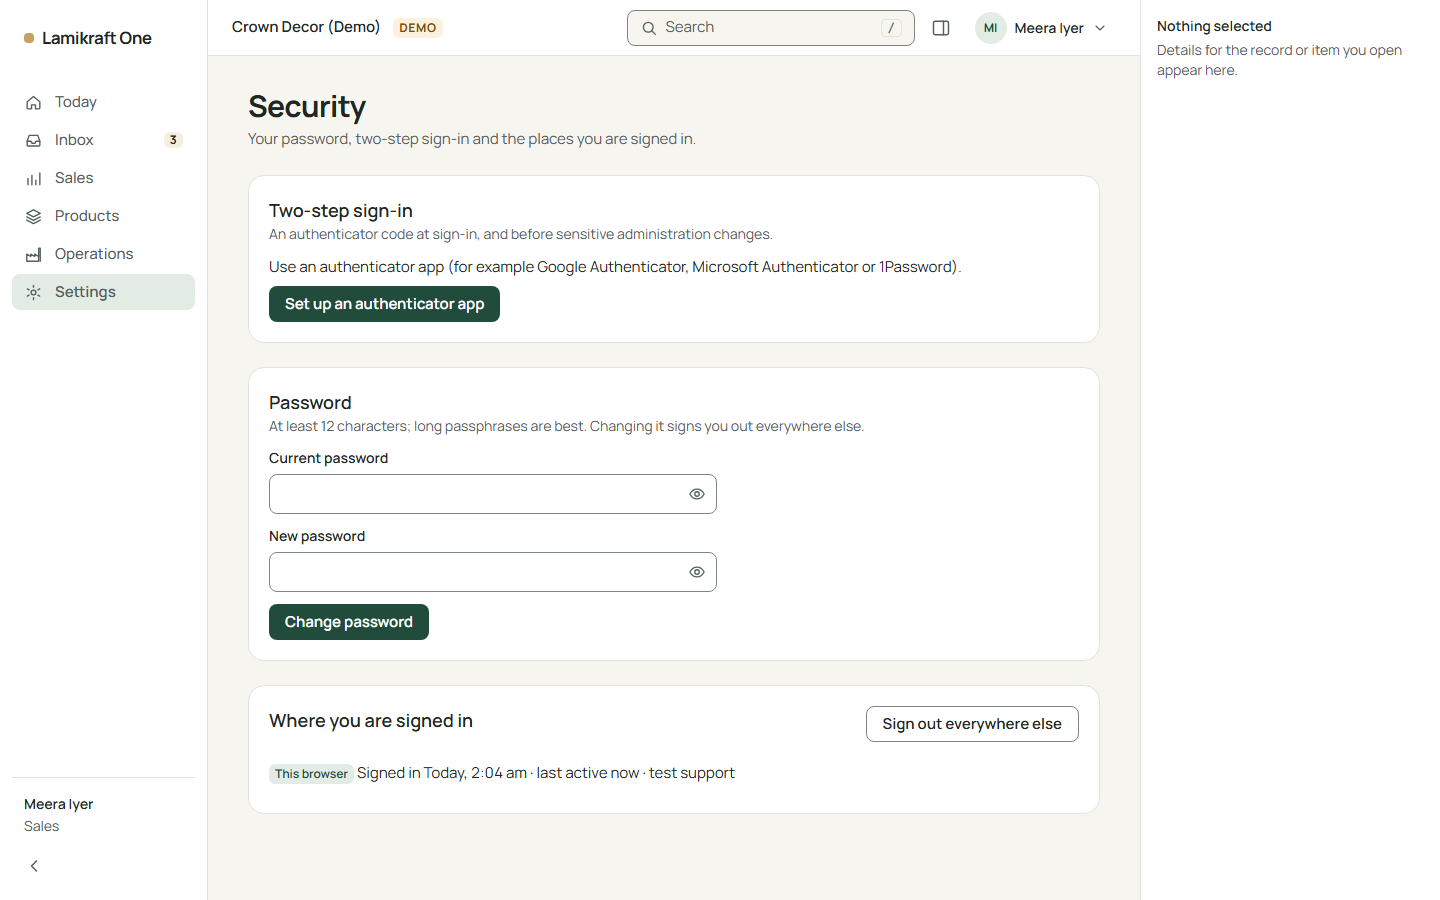 Lamikraft One
Today
Inbox 3
Sales
Products
Operations
Settings
Meera Iyer
Sales
Crown Decor (Demo) DEMO
Search /
MI Meera Iyer
Security
Your password, two-step sign-in and the places you are signed in.
Two-step sign-in
An authenticator code at sign-in, and before sensitive administration changes.
Use an authenticator app (for example Google Authenticator, Microsoft Authenticator or 1Password).
Set up an authenticator app
Password
At least 12 characters; long passphrases are best. Changing it signs you out everywhere else.
Current password
New password
Change password
Where you are signed in
Sign out everywhere else
This browser Signed in Today, 2:04 am · last active now · test support
Nothing selected
Details for the record or item you open
appear here.